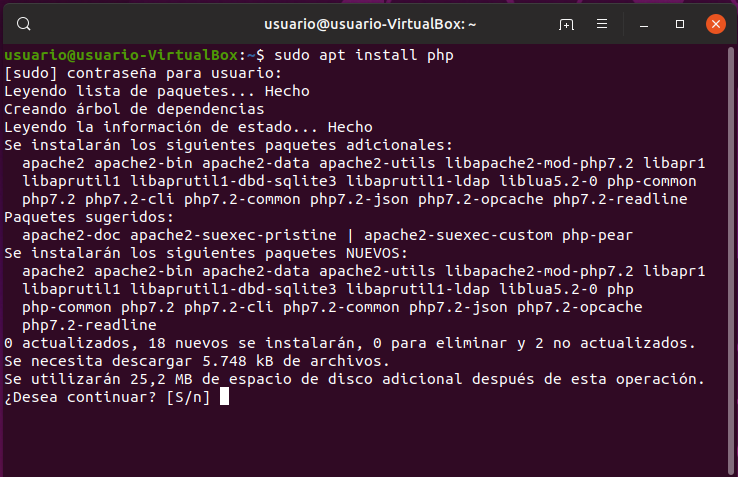 usuario@usuario-VirtualBox: ~
usuario@usuario-VirtualBox:~$ sudo apt install php
[sudo] contraseña para usuario:
Leyendo lista de paquetes... Hecho
Creando árbol de dependencias
Leyendo la información de estado... Hecho
Se instalarán los siguientes paquetes adicionales:
  apache2 apache2-bin apache2-data apache2-utils libapache2-mod-php7.2 libapr1
  libaprutil1 libaprutil1-dbd-sqlite3 libaprutil1-ldap liblua5.2-0 php-common
  php7.2 php7.2-cli php7.2-common php7.2-json php7.2-opcache php7.2-readline
Paquetes sugeridos:
  apache2-doc apache2-suexec-pristine | apache2-suexec-custom php-pear
Se instalarán los siguientes paquetes NUEVOS:
  apache2 apache2-bin apache2-data apache2-utils libapache2-mod-php7.2 libapr1
  libaprutil1 libaprutil1-dbd-sqlite3 libaprutil1-ldap liblua5.2-0 php
  php-common php7.2 php7.2-cli php7.2-common php7.2-json php7.2-opcache
  php7.2-readline
0 actualizados, 18 nuevos se instalarán, 0 para eliminar y 2 no actualizados.
Se necesita descargar 5.748 kB de archivos.
Se utilizarán 25,2 MB de espacio de disco adicional después de esta operación.
¿Desea continuar? [S/n]